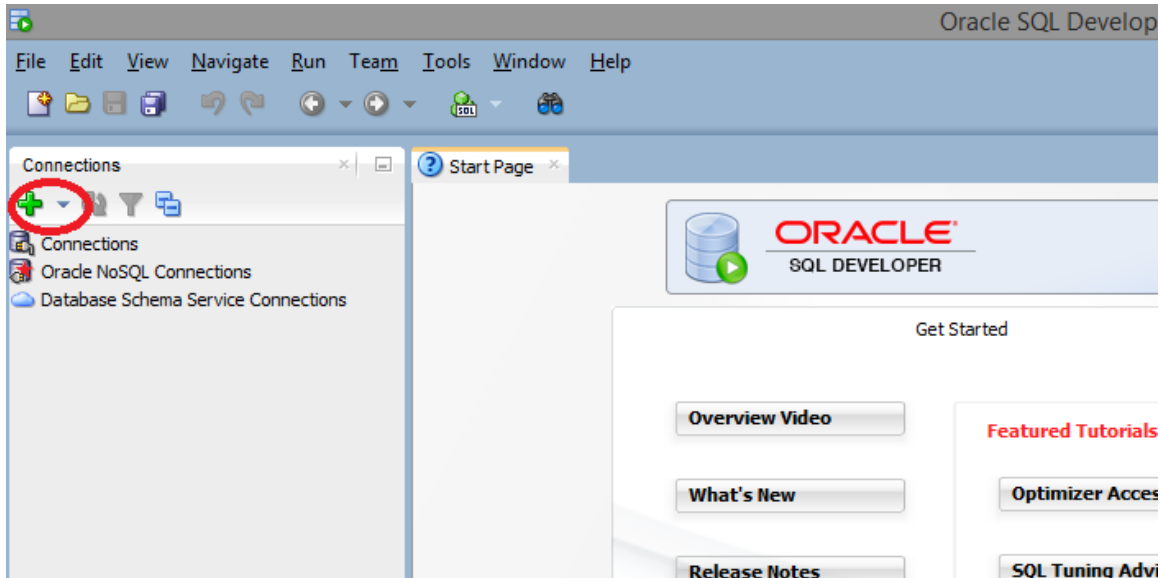 Oracle SQL Develop
File Edit View Navigate Run Team Tools Window Help
SQL
Connections
Start Page
Connections
Oracle NoSQL Connections
Database Schema Service Connections
ORACLE
SQL DEVELOPER
Get Started
Overview Video
Featured Tutorials
What's New
Optimizer Acces
Release Notes
SQL Tuning Advi